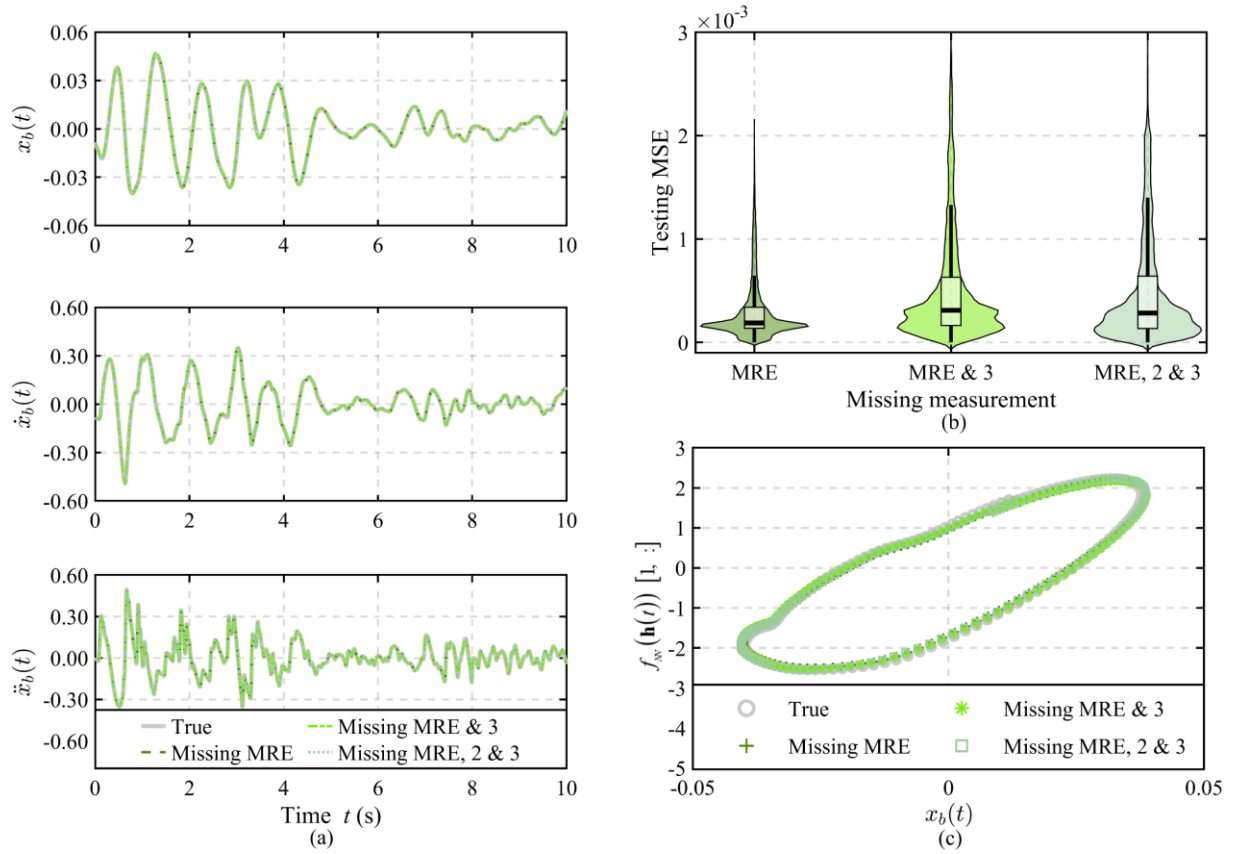 0.06
0.03
0.00
-0.03
-0.06
x_b(t)
0 2 4 6 8 10
0.60
0.30
0.00
-0.30
-0.60
ẋ_b(t)
0 2 4 6 8 10
0.60
0.30
0.00
-0.30
-0.60
ẍ_b(t)
True
Missing MRE & 3
Missing MRE
Missing MRE, 2 & 3
0 2 4 6 8 10
Time t (s)
(a)
×10⁻³
3
2
1
0
Testing MSE
MRE
MRE & 3
MRE, 2 & 3
Missing measurement
(b)
3
2
1
0
-1
-2
-3
-5
(h(t)) [1, :]
True
Missing MRE & 3
Missing MRE
Missing MRE, 2 & 3
-0.05 0 0.05
x_b(t)
(c)